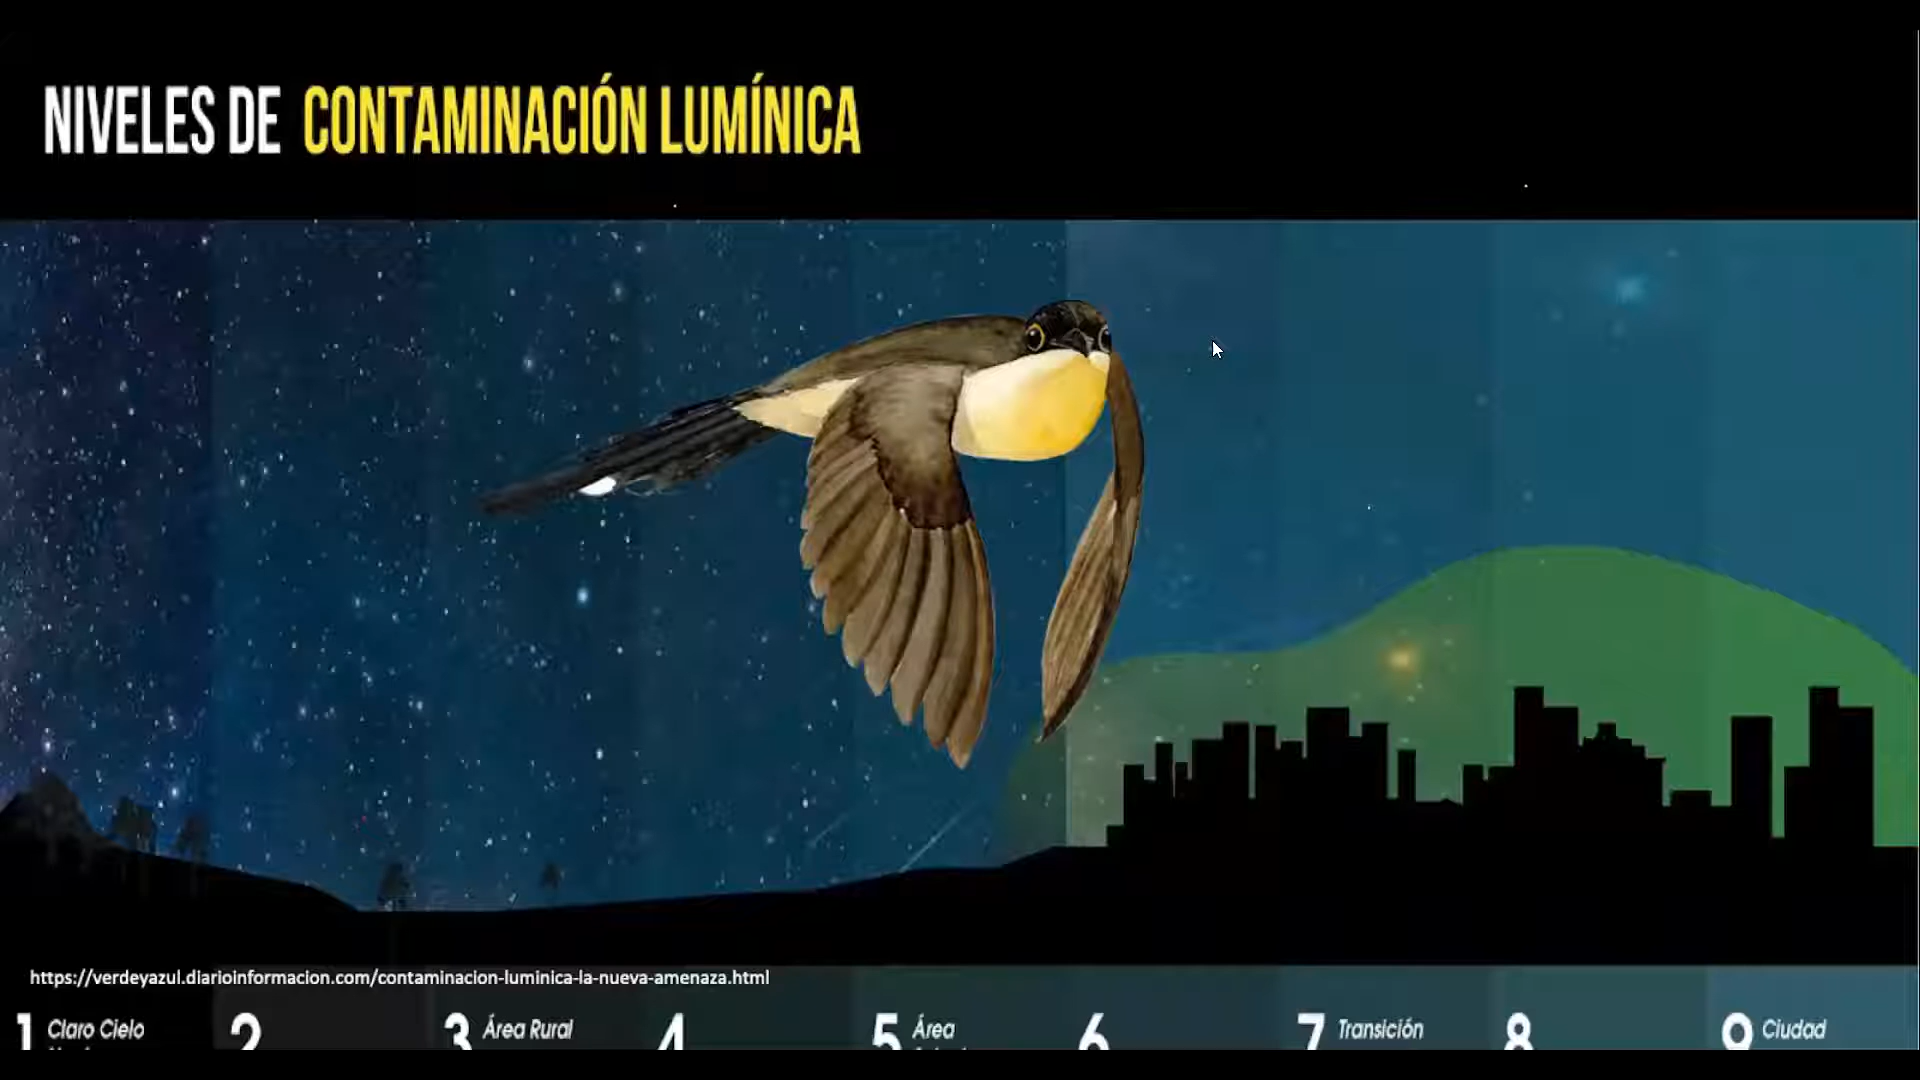 NIVELES DE CONTAMINACIÓN LUMÍNICA
https://verdeyazul.diarioinformacion.com/contaminacion-luminica-la-nueva-amenaza.html
1 Claro Cielo
2
3 Área Rural
4
5 Área
6
7 Transición
8
9 Ciudad